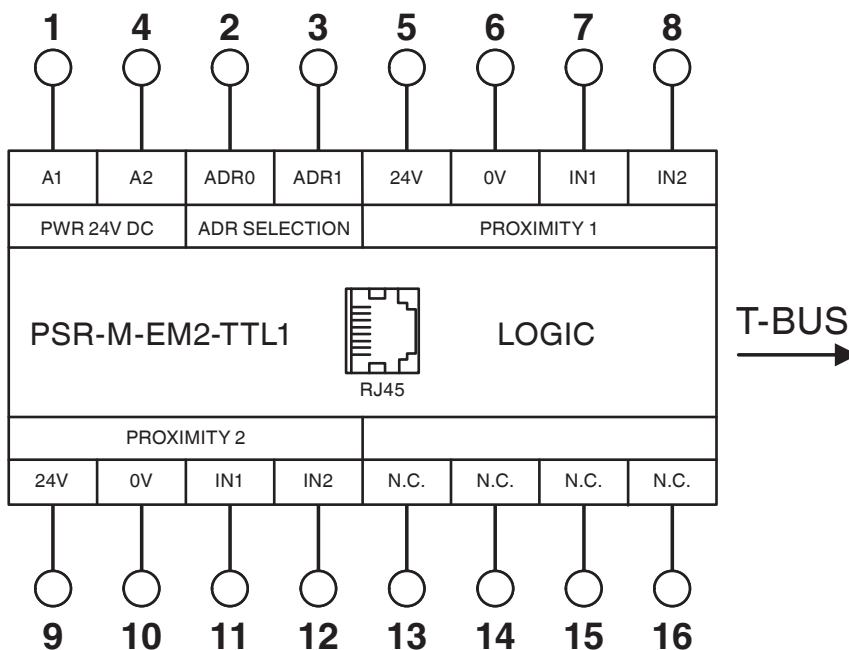 1 4 2 3 5 6 7 8
A1 A2 ADR0 ADR1 24V 0V IN1 IN2
PWR 24V DC ADR SELECTION PROXIMITY 1
PSR-M-EM2-TTL1 LOGIC T-BUS
RJ45
PROXIMITY 2
24V 0V IN1 IN2 N.C. N.C. N.C. N.C.
9 10 11 12 13 14 15 16